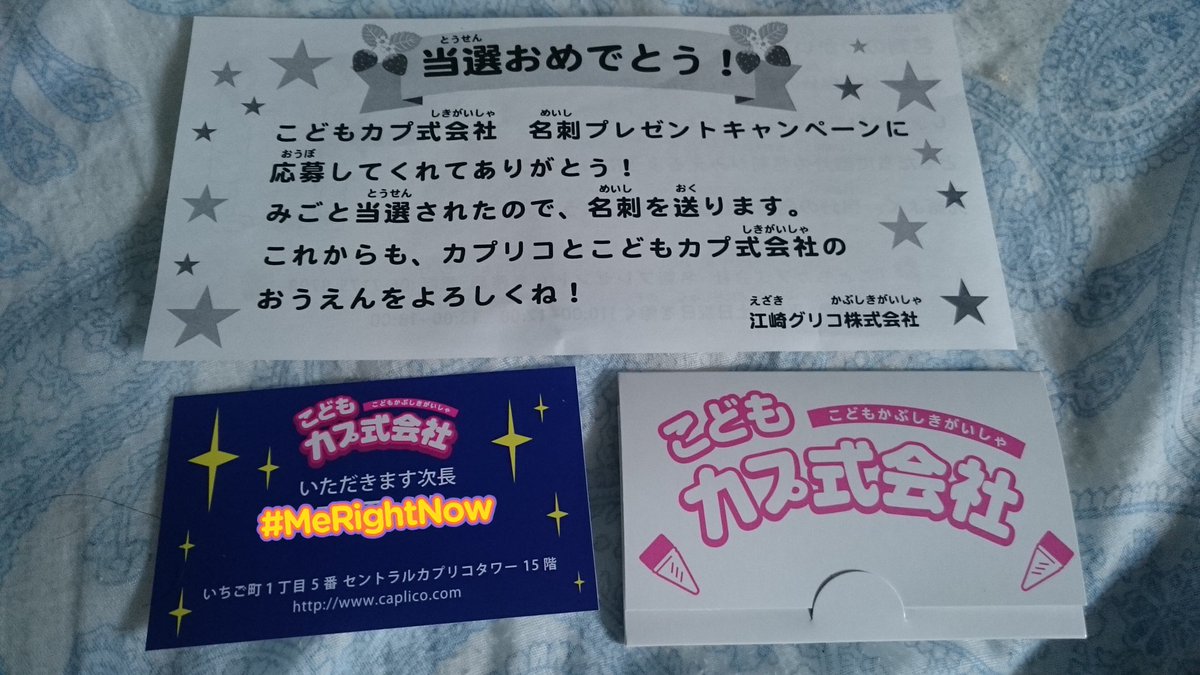 とうせん
当選おめでとう！
しきがいしゃ めいし
こどもカプ式会社 名刺プレゼントキャンペーンに
おうぼ
応募してくれてありがとう！
とうせん めいし おく
みごと当選されたので、名刺を送ります。
しきがいしゃ
これからも、カプリコとこどもカプ式会社の
おうえんをよろしくね！
えざき かぶしきがいしゃ
江崎グリコ株式会社
こども
こどもかぶしきがいしゃ
カプ式会社
いただきます次長
#MeRightNow
いちご町1丁目5番 セントラルカプリコタワー 15階
http://www.caplico.com
こども
こどもかぶしきがいしゃ
カプ式会社